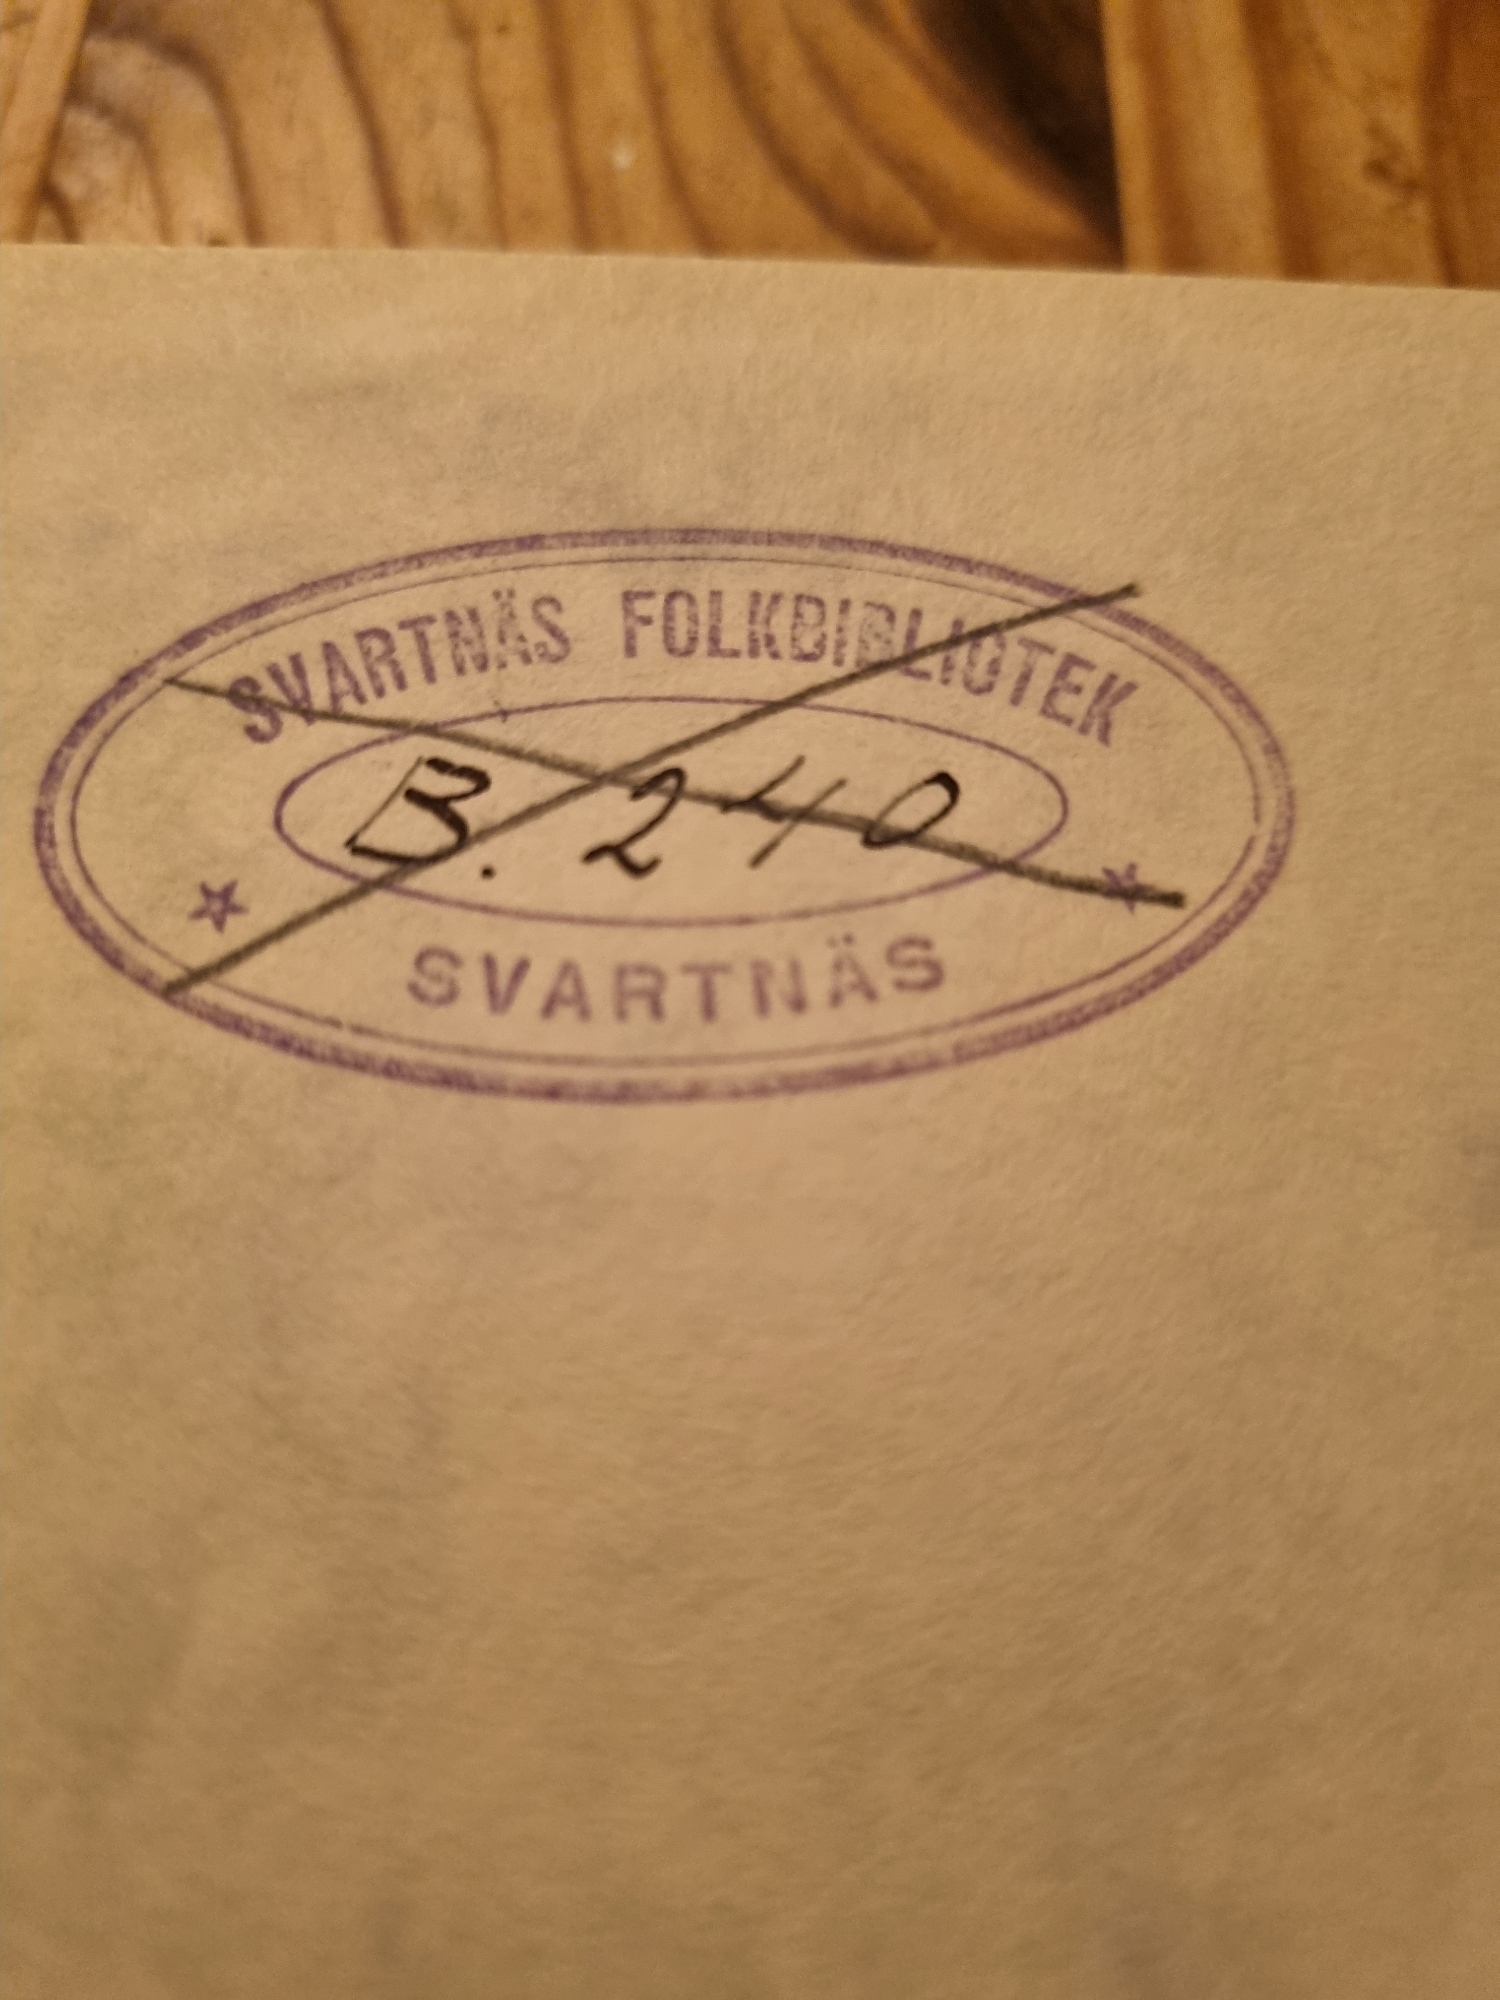 SVARTNÄS FOLKBIBLIOTEK
B. 240
SVARTNÄS